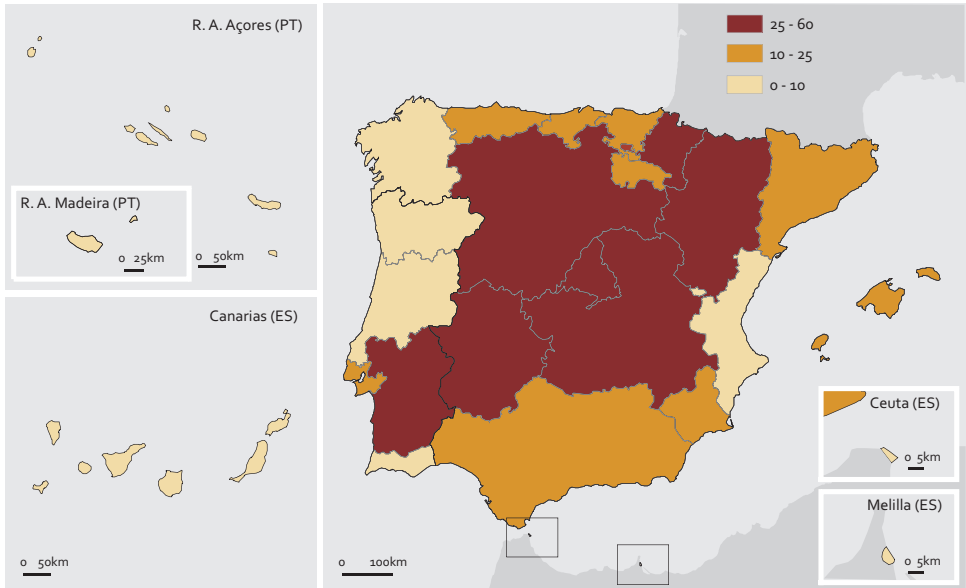 R. A. Açores (PT)
R. A. Madeira (PT)
0 25km
0 50km
Canarias (ES)
0 50km
25 - 60
10 - 25
0 - 10
0 100km
Ceuta (ES)
0 5km
Melilla (ES)
0 5km